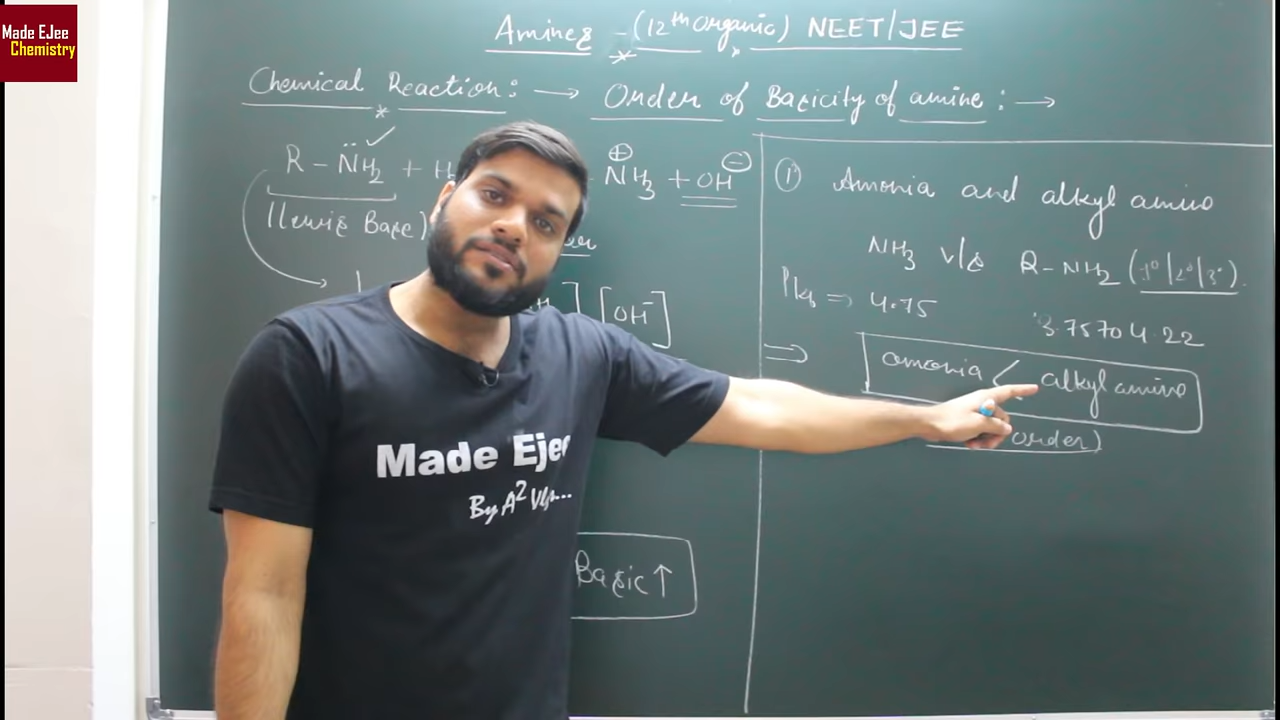 Made EJee
Chemistry
Amines - (12th Organic) NEET/JEE
Chemical Reaction: → Order of Basicity of amine: →
R-N̈H2 ✓ + H
⊕
NH3 + OH ⊖
(Lewis Base)
] [OH⁻]
① Amonia and alkyl amino
NH3 v/s R-NH2 (1°/2°/3°)
Pkb ⇒ 4.75
3.75 to 4.22
⇒ amonia < alkyl amino
order)
Basic ↑
Made Ejee
By A2